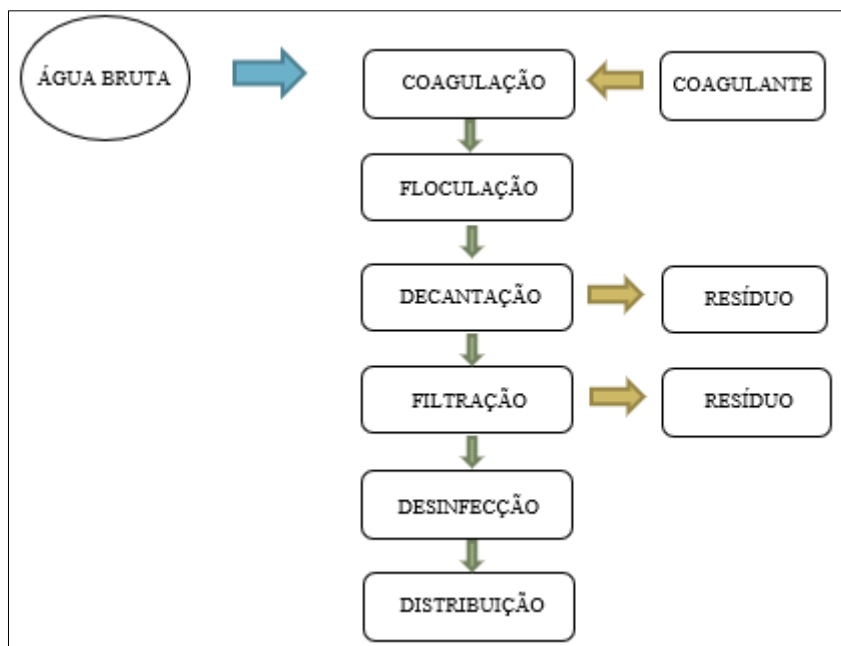 ÁGUA BRUTA
COAGULAÇÃO
COAGULANTE
FLOCULAÇÃO
DECANTAÇÃO
RESÍDUO
FILTRAÇÃO
RESÍDUO
DESINFECÇÃO
DISTRIBUIÇÃO